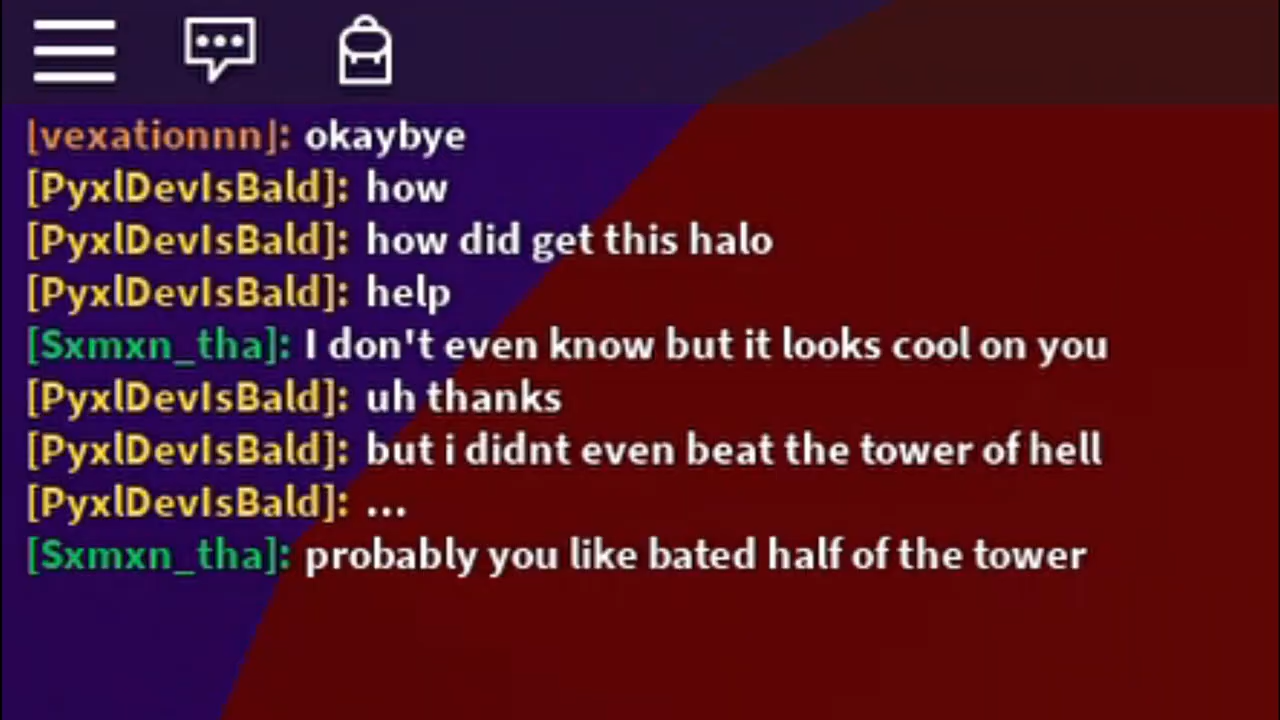 [vexationnn]: okaybye
[PyxlDevIsBald]: how
[PyxlDevIsBald]: how did get this halo
[PyxlDevIsBald]: help
[Sxmxn_tha]: I don't even know but it looks cool on you
[PyxlDevIsBald]: uh thanks
[PyxlDevIsBald]: but i didnt even beat the tower of hell
[PyxlDevIsBald]: ...
[Sxmxn_tha]: probably you like bated half of the tower